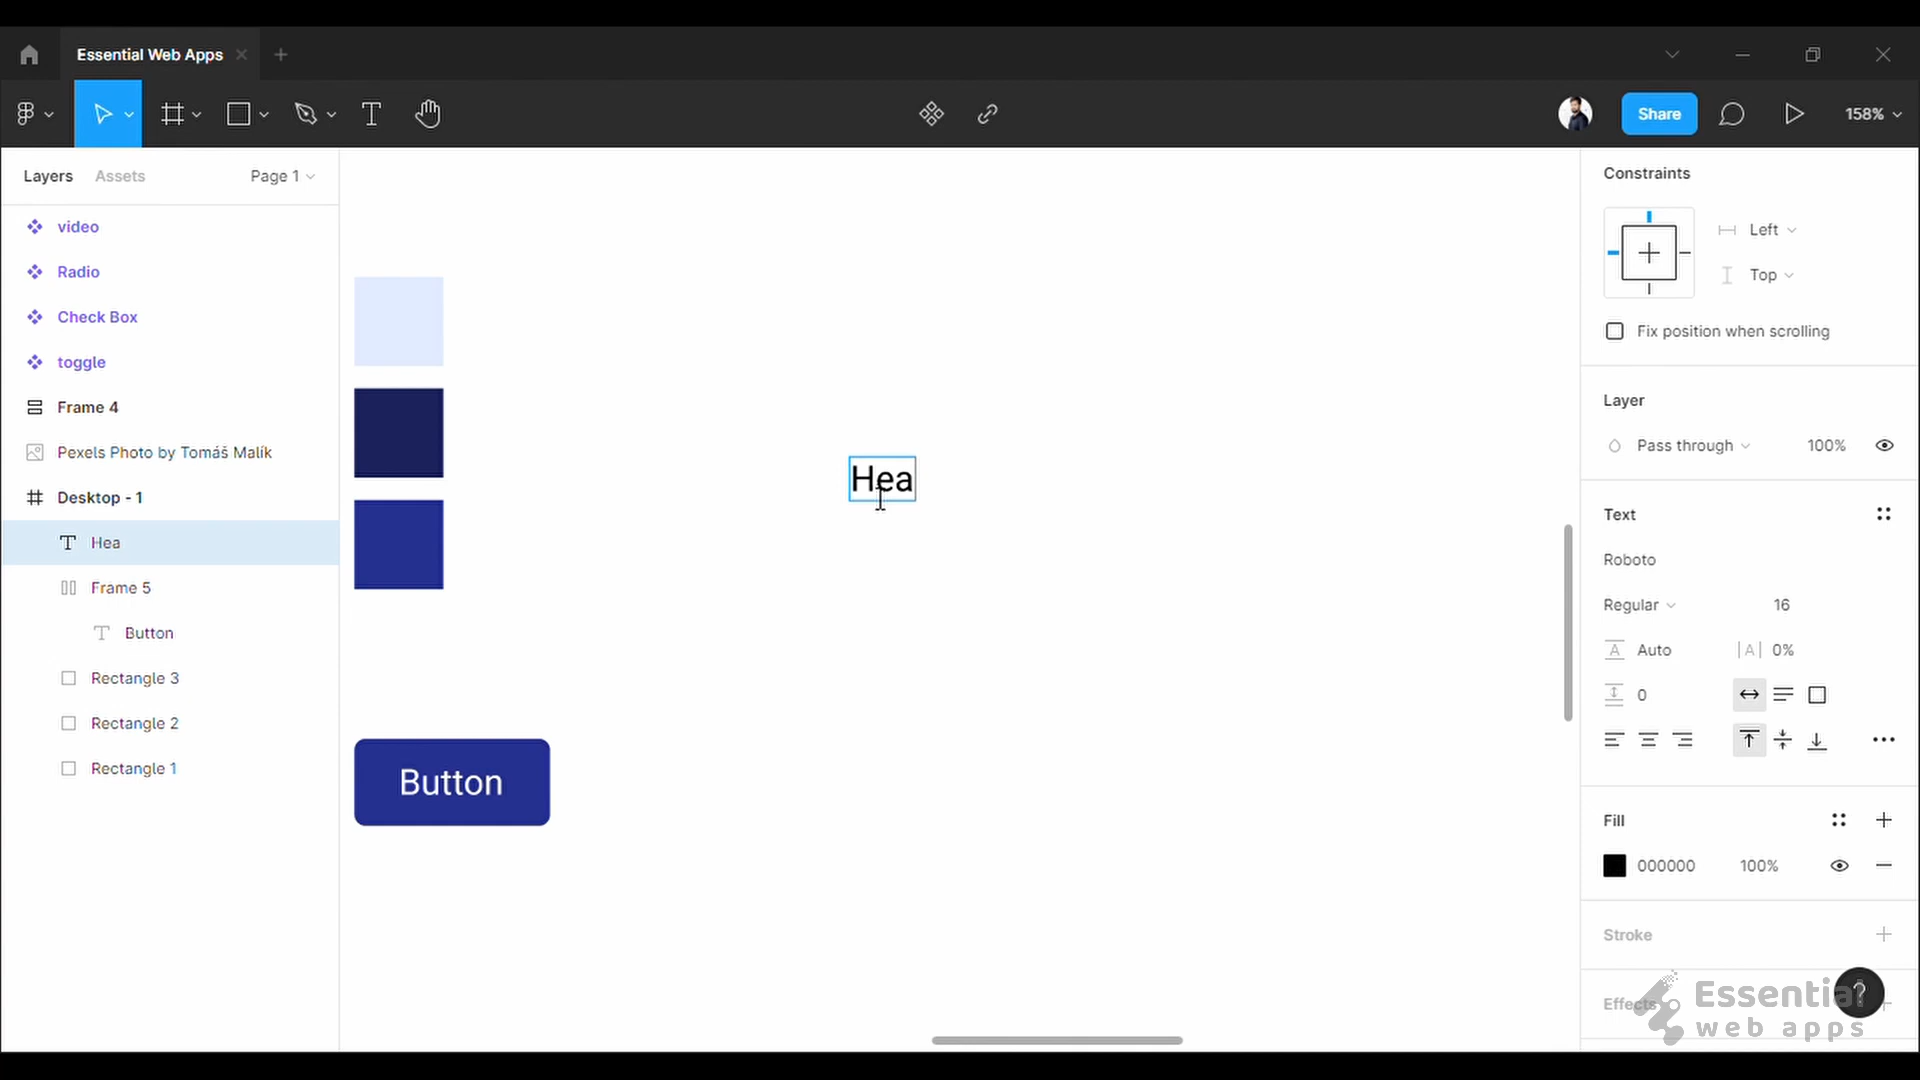 Essential Web Apps
Share
158%
Layers Assets Page 1
video
Radio
Check Box
toggle
Frame 4
Pexels Photo by Tomáš Malík
Desktop - 1
Hea
Frame 5
Button
Rectangle 3
Rectangle 2
Rectangle 1
Hea
Button
Constraints
Left
Top
Fix position when scrolling
Layer
Pass through 100%
Text
Roboto
Regular 16
A Auto |A| 0%
0
Fill
000000 100%
Stroke
Effects
?
Essential
web apps